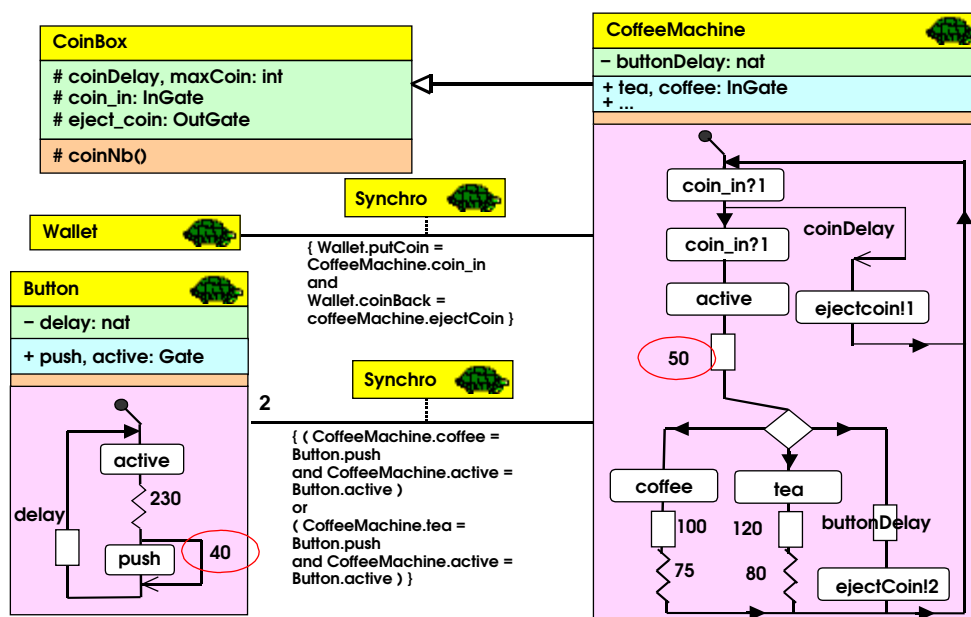 CoinBox
# coinDelay, maxCoin: int
# coin_in: InGate
# eject_coin: OutGate
# coinNb()
CoffeeMachine
− buttonDelay: nat
+ tea, coffee: InGate
+ ...
Synchro
Wallet
{ Wallet.putCoin =
CoffeeMachine.coin_in
and
Wallet.coinBack =
coffeeMachine.ejectCoin }
Button
− delay: nat
+ push, active: Gate
active
230
delay
push
40
2
Synchro
{ ( CoffeeMachine.coffee =
Button.push
and CoffeeMachine.active =
Button.active )
or
( CoffeeMachine.tea =
Button.push
and CoffeeMachine.active =
Button.active ) }
coin_in?1
coin_in?1
coinDelay
active
ejectcoin!1
50
coffee
tea
100
120
buttonDelay
75
80
ejectCoin!2